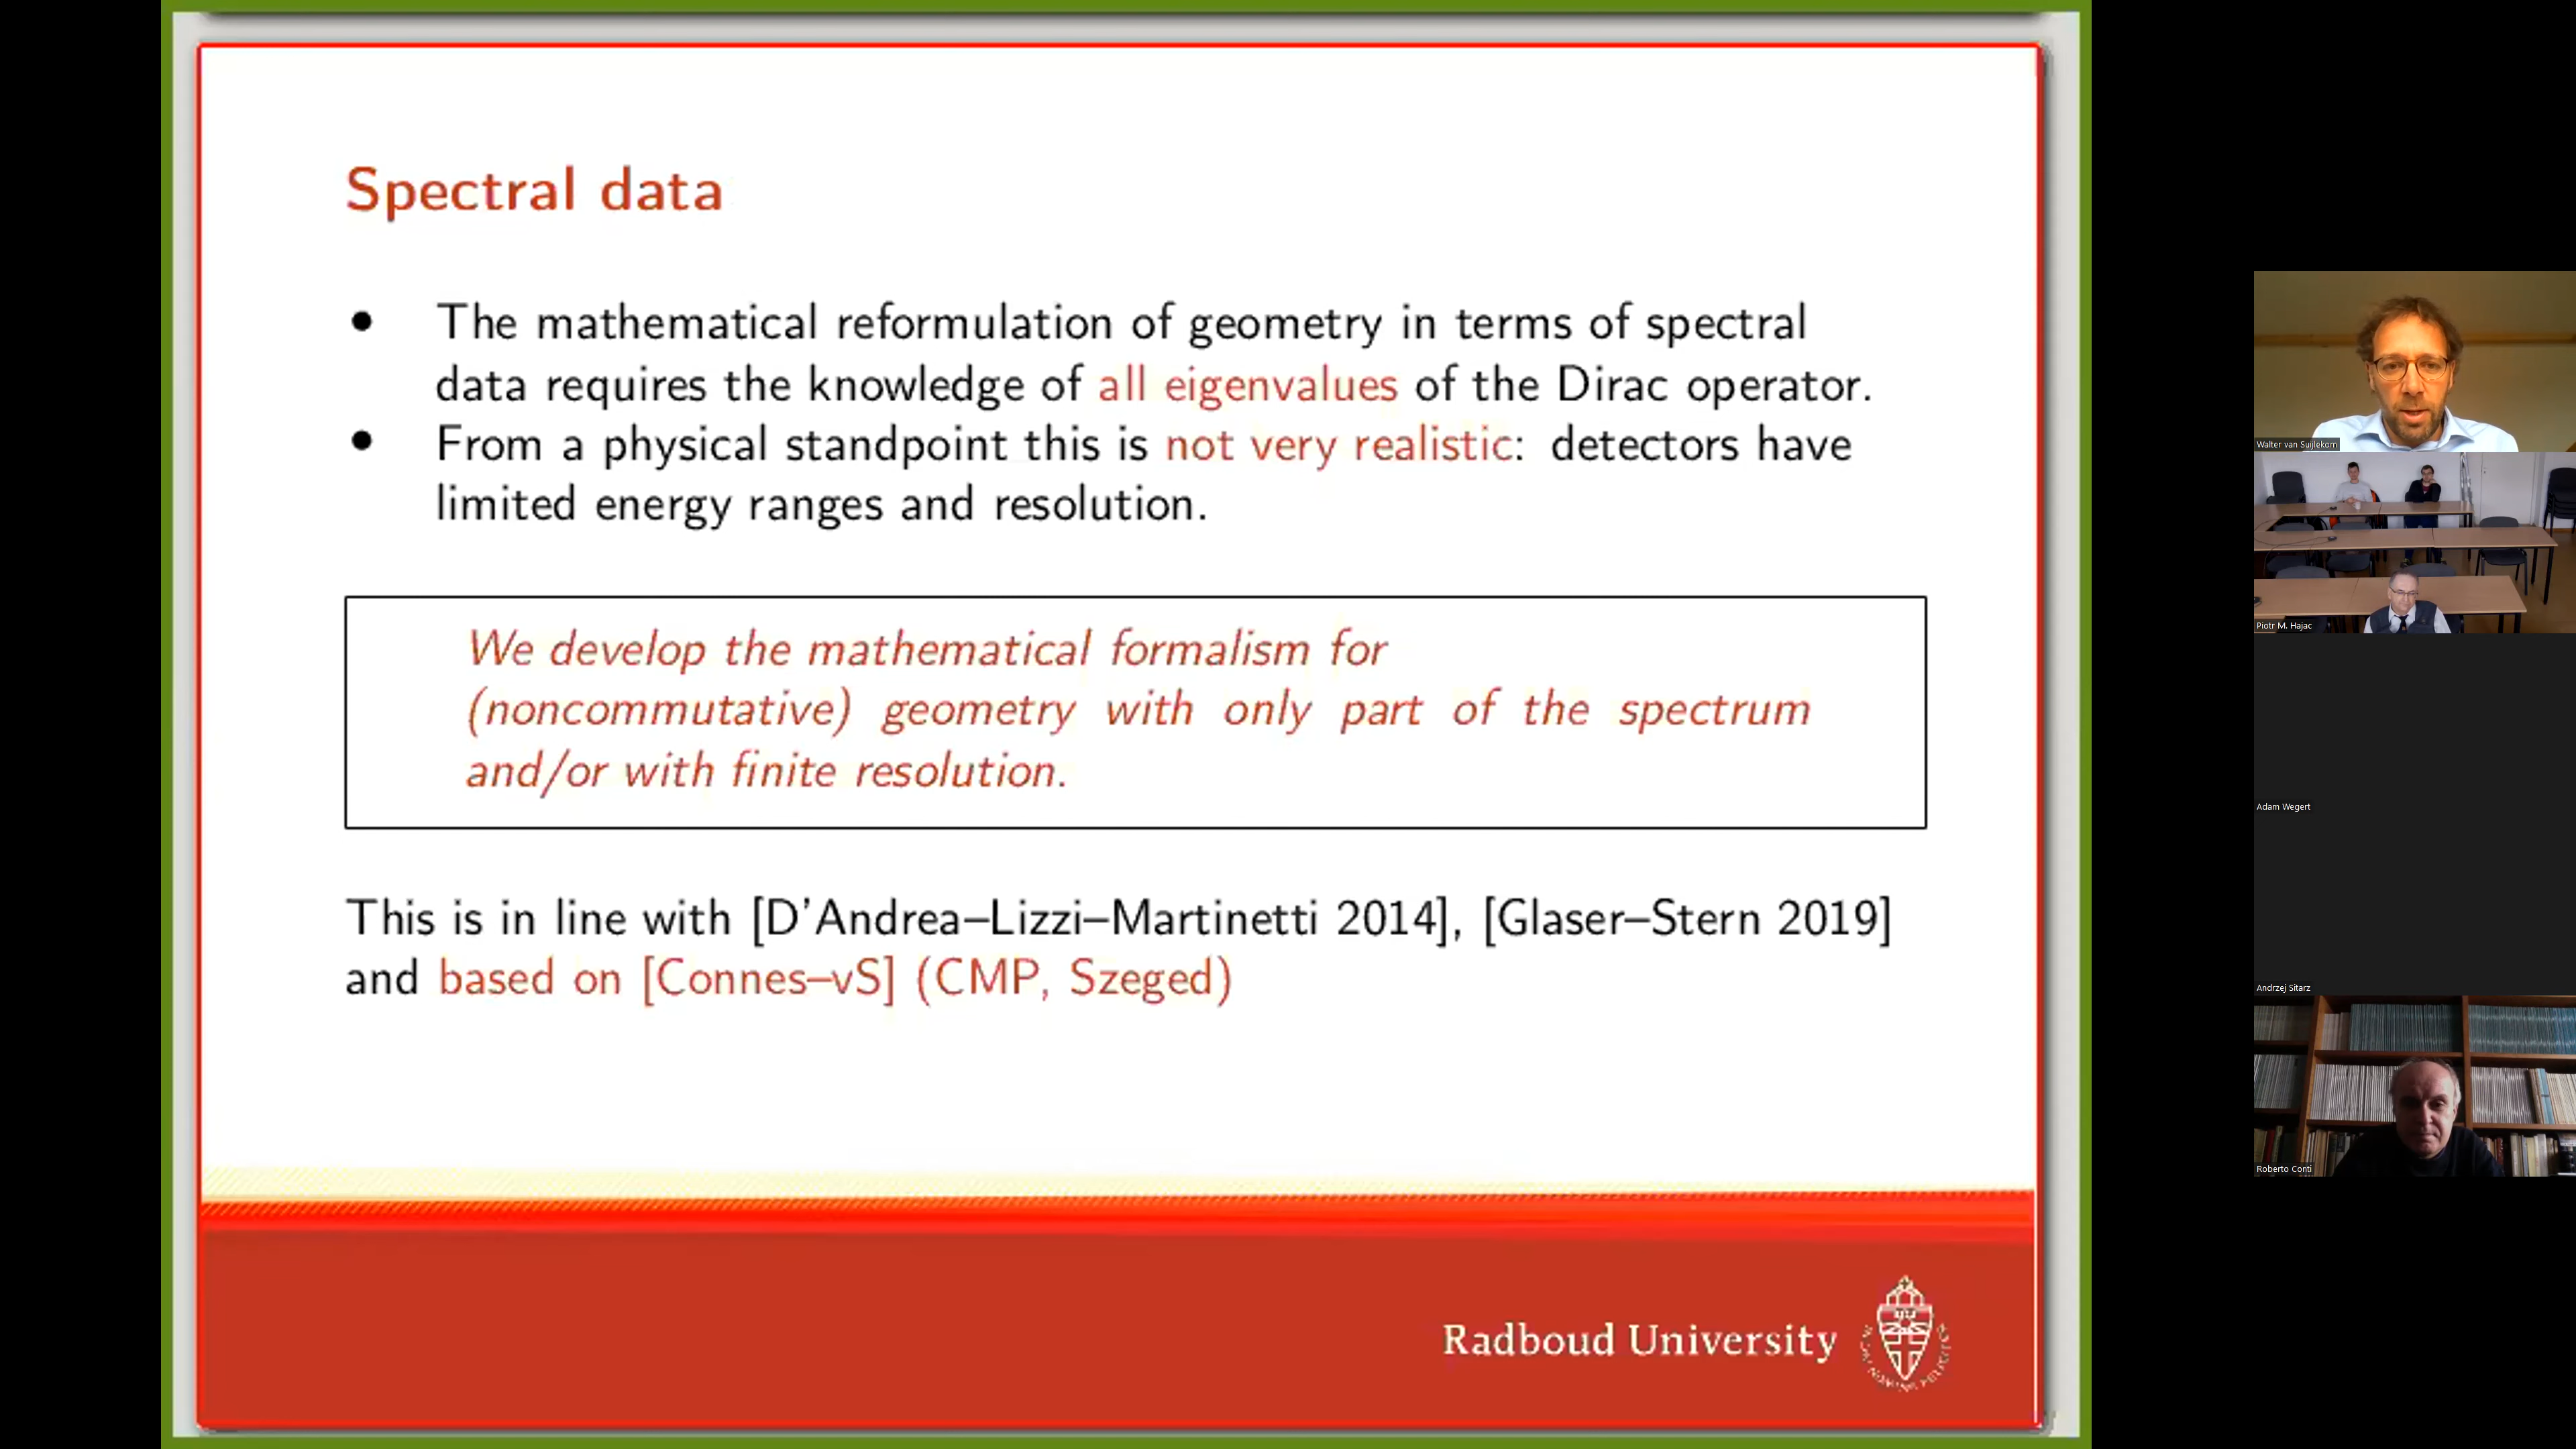 Spectral data
• The mathematical reformulation of geometry in terms of spectral
data requires the knowledge of all eigenvalues of the Dirac operator.
• From a physical standpoint this is not very realistic: detectors have
limited energy ranges and resolution.
We develop the mathematical formalism for
(noncommutative) geometry with only part of the spectrum
and/or with finite resolution.
This is in line with [D'Andrea–Lizzi–Martinetti 2014], [Glaser–Stern 2019]
and based on [Connes–vS] (CMP, Szeged)
Radboud University
Walter van Suijlekom
Piotr M. Hajac
Adam Wegert
Andrzej Sitarz
Roberto Conti